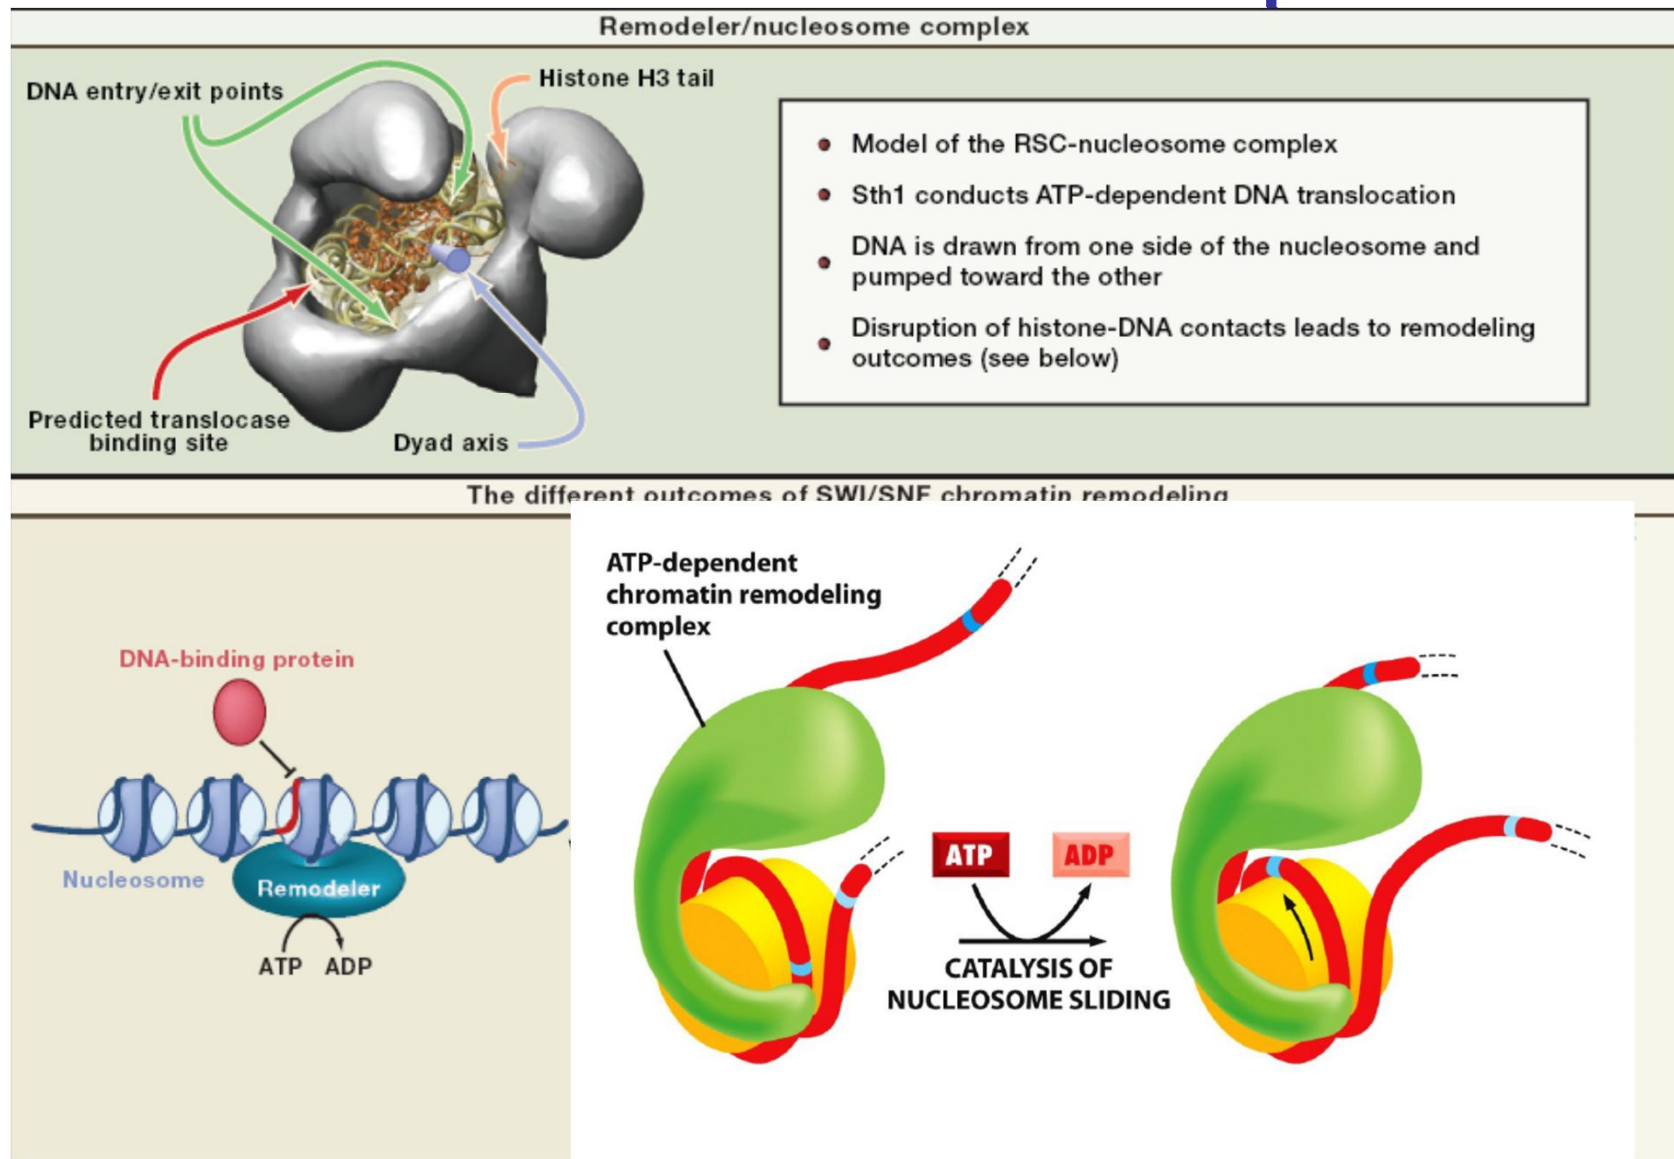 Remodeler/nucleosome complex
DNA entry/exit points
Histone H3 tail
Model of the RSC-nucleosome complex
Sth1 conducts ATP-dependent DNA translocation
DNA is drawn from one side of the nucleosome and
pumped toward the other
Disruption of histone-DNA contacts leads to remodeling
outcomes (see below)
Predicted translocase
binding site
Dyad axis
The different outcomes of SWI/SNF chromatin remodeling
DNA-binding protein
Nucleosome
Remodeler
ATP ADP
ATP-dependent
chromatin remodeling
complex
ATP ADP
CATALYSIS OF
NUCLEOSOME SLIDING